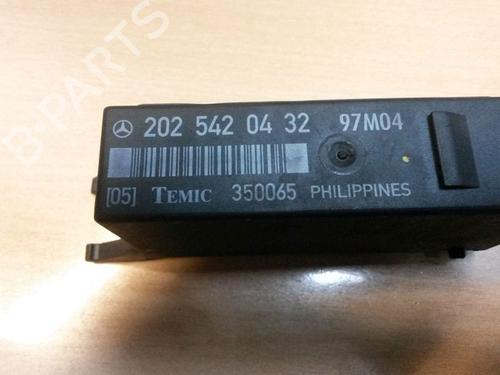 B-PARTS
202 542 04 32 97M04
[05] TEMIC 350065 PHILIPPINES